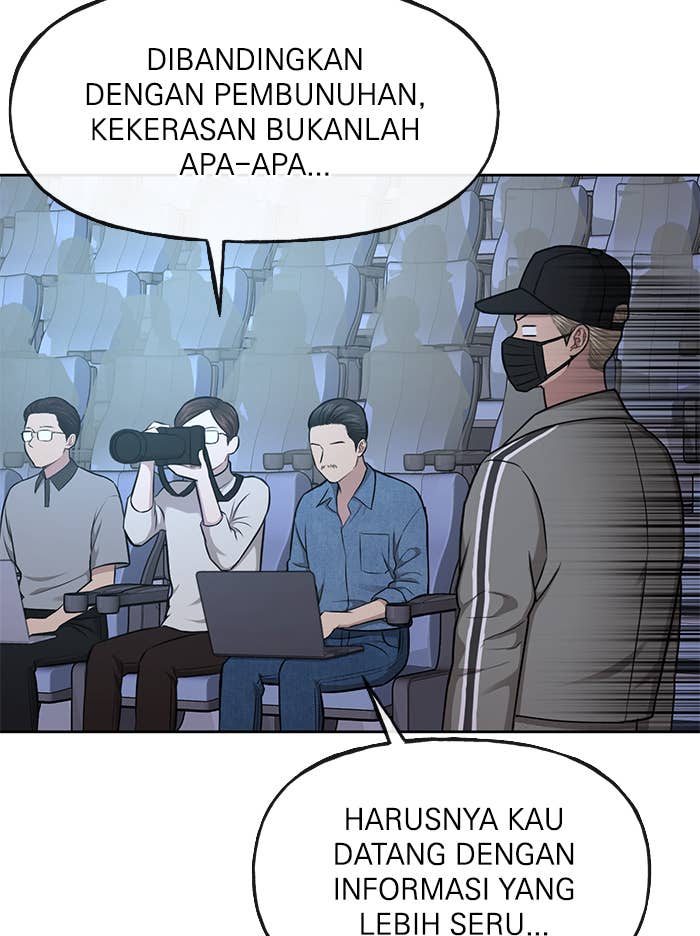 DIBANDINGKAN
DENGAN PEMBUNUHAN,
KEKERASAN BUKANLAH
APA-APA...
HARUSNYA KAU
DATANG DENGAN
INFORMASI YANG
LEBIH SERU...